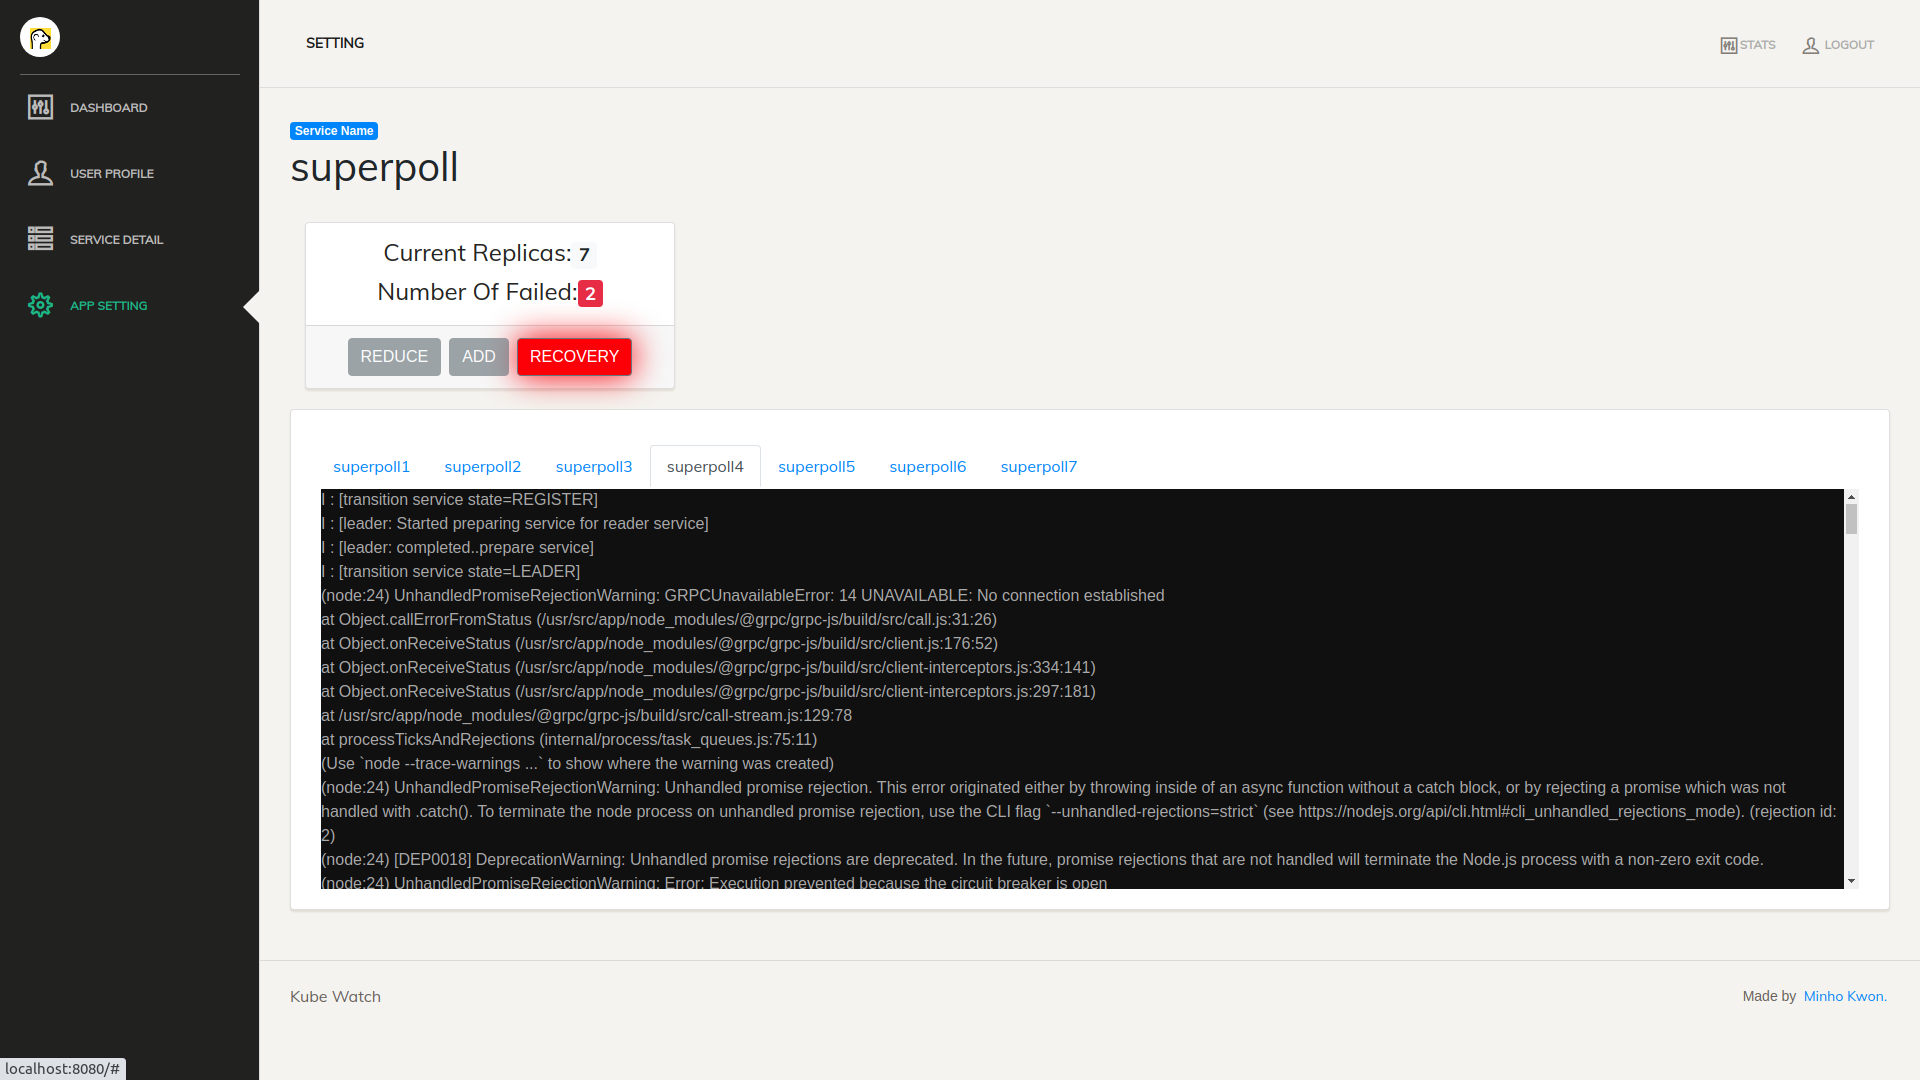 SETTING
STATS
LOGOUT
DASHBOARD
USER PROFILE
SERVICE DETAIL
APP SETTING
Service Name
superpoll
Current Replicas: 7
Number Of Failed: 2
REDUCE ADD RECOVERY
superpoll1 superpoll2 superpoll3 superpoll4 superpoll5 superpoll6 superpoll7
I : [transition service state=REGISTER]
I : [leader: Started preparing service for reader service]
I : [leader: completed..prepare service]
I : [transition service state=LEADER]
(node:24) UnhandledPromiseRejectionWarning: GRPCUnavailableError: 14 UNAVAILABLE: No connection established
at Object.callErrorFromStatus (/usr/src/app/node_modules/@grpc/grpc-js/build/src/call.js:31:26)
at Object.onReceiveStatus (/usr/src/app/node_modules/@grpc/grpc-js/build/src/client.js:176:52)
at Object.onReceiveStatus (/usr/src/app/node_modules/@grpc/grpc-js/build/src/client-interceptors.js:334:141)
at Object.onReceiveStatus (/usr/src/app/node_modules/@grpc/grpc-js/build/src/client-interceptors.js:297:181)
at /usr/src/app/node_modules/@grpc/grpc-js/build/src/call-stream.js:129:78
at processTicksAndRejections (internal/process/task_queues.js:75:11)
(Use `node --trace-warnings ...` to show where the warning was created)
(node:24) UnhandledPromiseRejectionWarning: Unhandled promise rejection. This error originated either by throwing inside of an async function without a catch block, or by rejecting a promise which was not
handled with .catch(). To terminate the node process on unhandled promise rejection, use the CLI flag `--unhandled-rejections=strict` (see https://nodejs.org/api/cli.html#cli_unhandled_rejections_mode). (rejection id:
2)
(node:24) [DEP0018] DeprecationWarning: Unhandled promise rejections are deprecated. In the future, promise rejections that are not handled will terminate the Node.js process with a non-zero exit code.
(node:24) UnhandledPromiseRejectionWarning: Error: Execution prevented because the circuit breaker is open
Kube Watch
Made by Minho Kwon.
localhost:8080/#